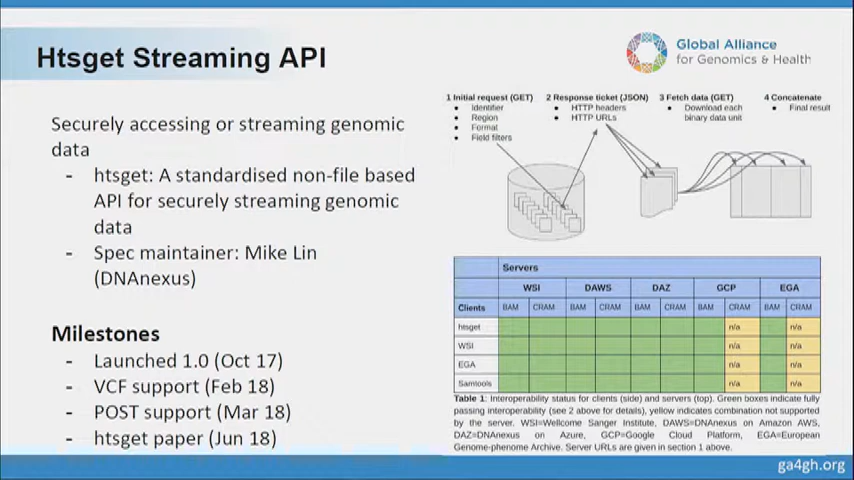 Htsget Streaming API
Global Alliance
for Genomics & Health
Securely accessing or streaming genomic
data
- htsget: A standardised non-file based
API for securely streaming genomic
data
- Spec maintainer: Mike Lin
(DNAnexus)
Milestones
- Launched 1.0 (Oct 17)
- VCF support (Feb 18)
- POST support (Mar 18)
- htsget paper (Jun 18)
1 Initial request (GET)
• Identifier
• Region
• Format
• Field filters
2 Response ticket (JSON)
• HTTP headers
• HTTP URLs
3 Fetch data (GET)
• Download each
binary data unit
4 Concatenate
• Final result
Servers
WSI DAWS DAZ GCP EGA
Clients BAM CRAM BAM CRAM BAM CRAM BAM CRAM BAM CRAM
htsget n/a n/a
WSI n/a n/a
EGA n/a n/a
Samtools n/a n/a
Table 1: Interoperability status for clients (side) and servers (top). Green boxes indicate fully
passing interoperability (see 2 above for details), yellow indicates combination not supported
by the server. WSI=Wellcome Sanger Institute, DAWS=DNAnexus on Amazon AWS,
DAZ=DNAnexus on Azure, GCP=Google Cloud Platform, EGA=European
Genome-phenome Archive. Server URLs are given in section 1 above.
ga4gh.org